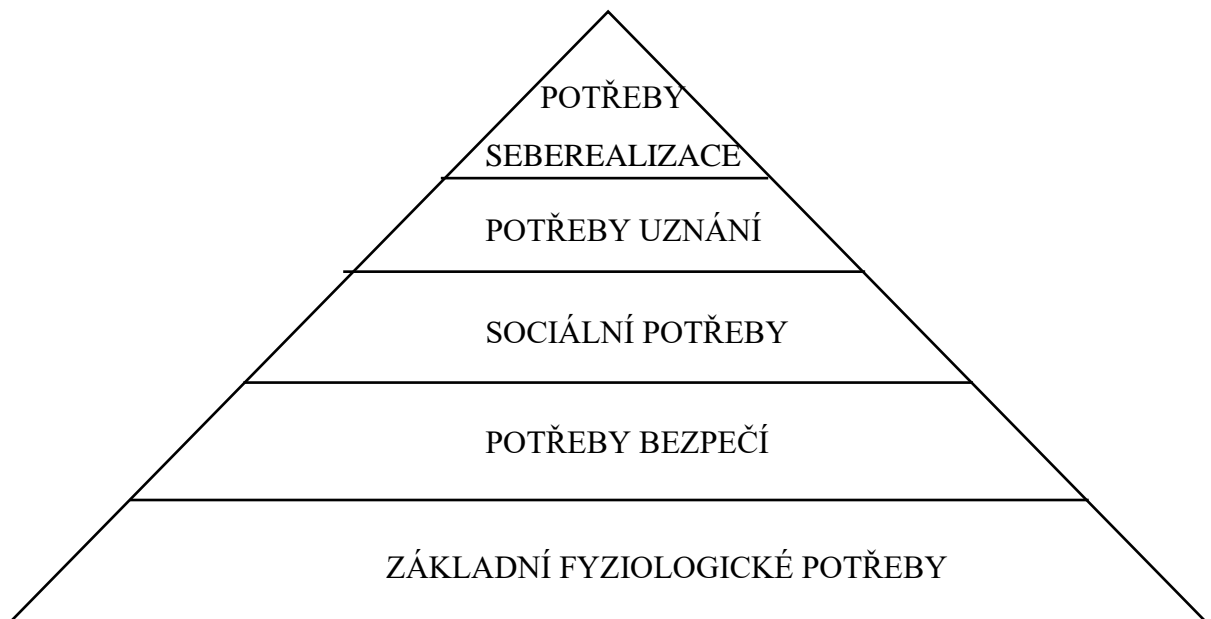 POTŘEBY
SEBEREALIZACE
POTŘEBY UZNÁNÍ
SOCIÁLNÍ POTŘEBY
POTŘEBY BEZPEČÍ
ZÁKLADNÍ FYZIOLOGICKÉ POTŘEBY